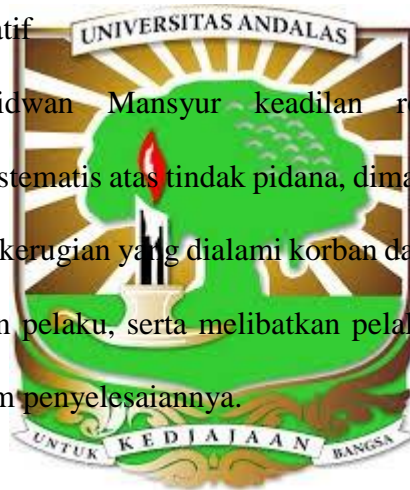 atif
UNIVERSITAS ANDALAS
idwan Mansyur keadilan r
stematis atas tindak pidana, dima
kerugian yang dialami korban da
n pelaku, serta melibatkan
m penyelesaiannya.
UNTUK KEDJAJAAN BANGSA